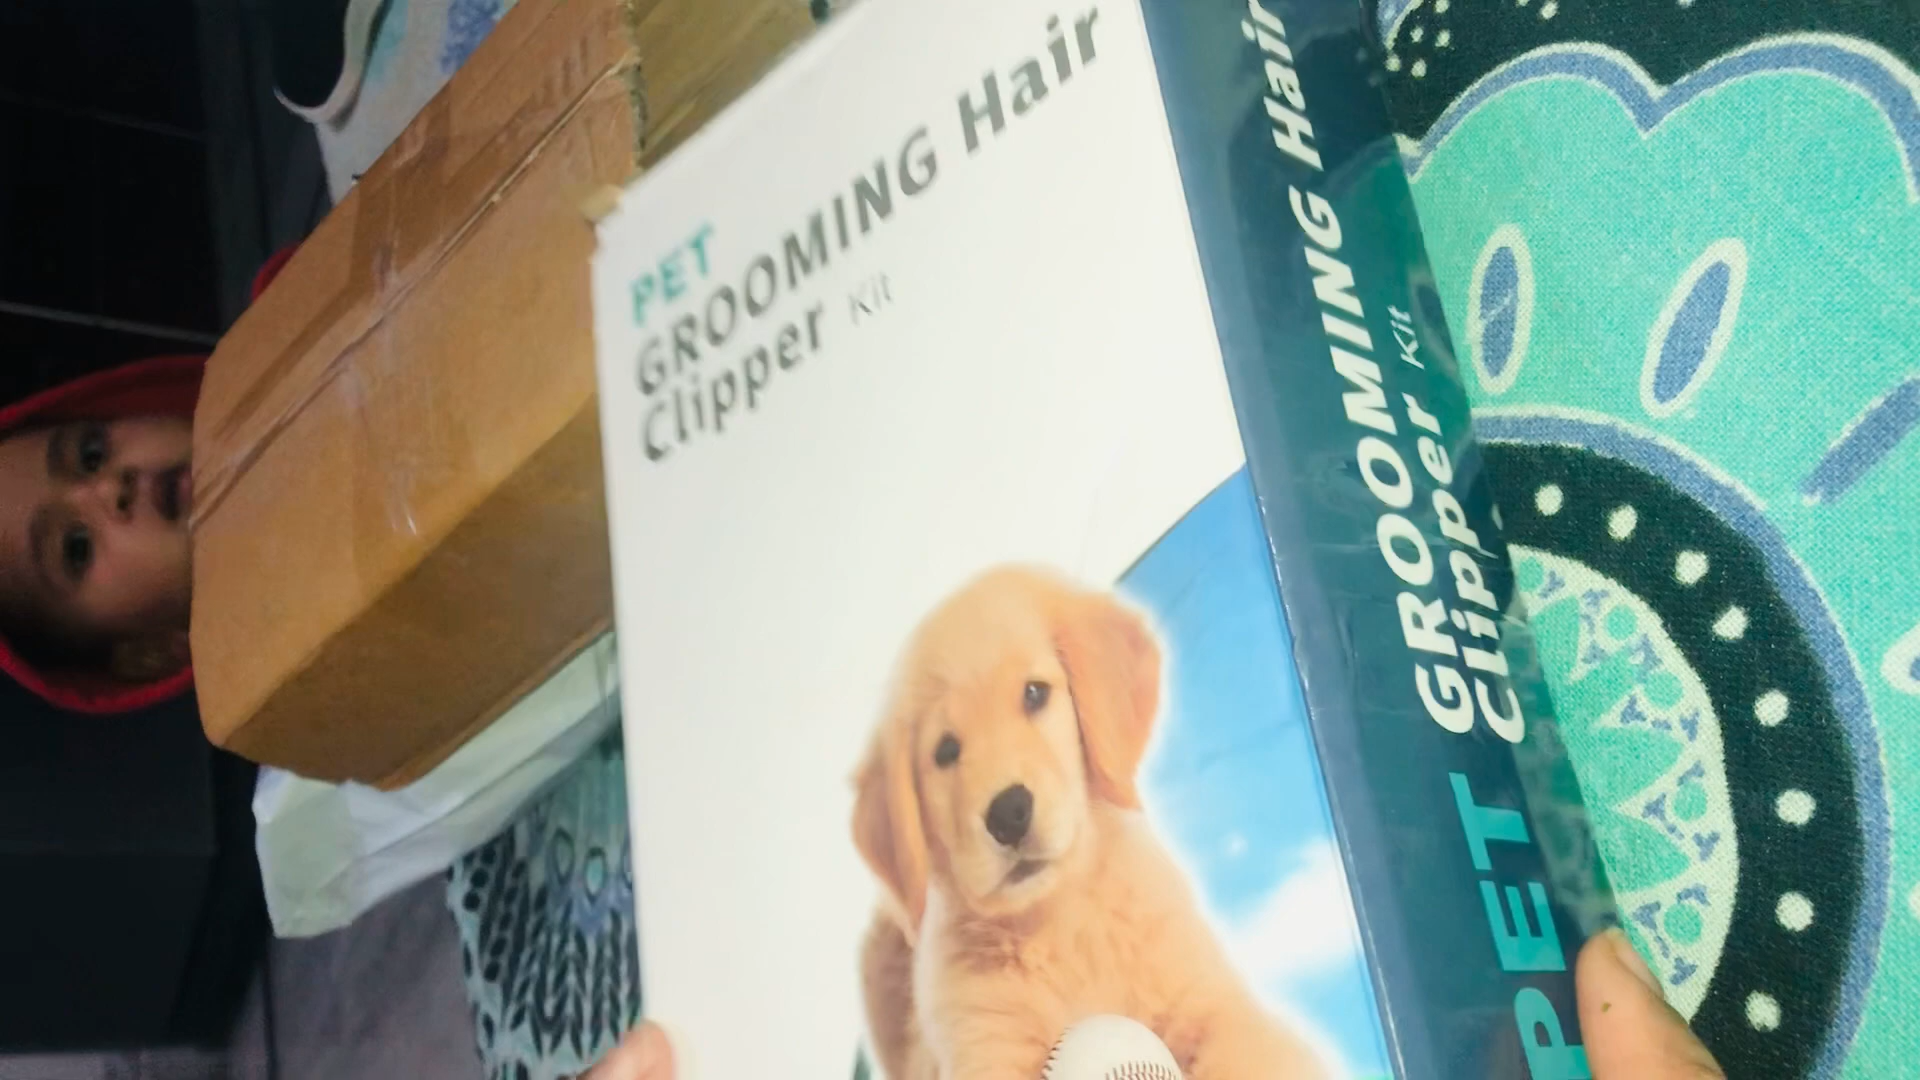 PET
GROOMING Hair
Clipper Kit
PET GROOMING Hair
Clipper Kit